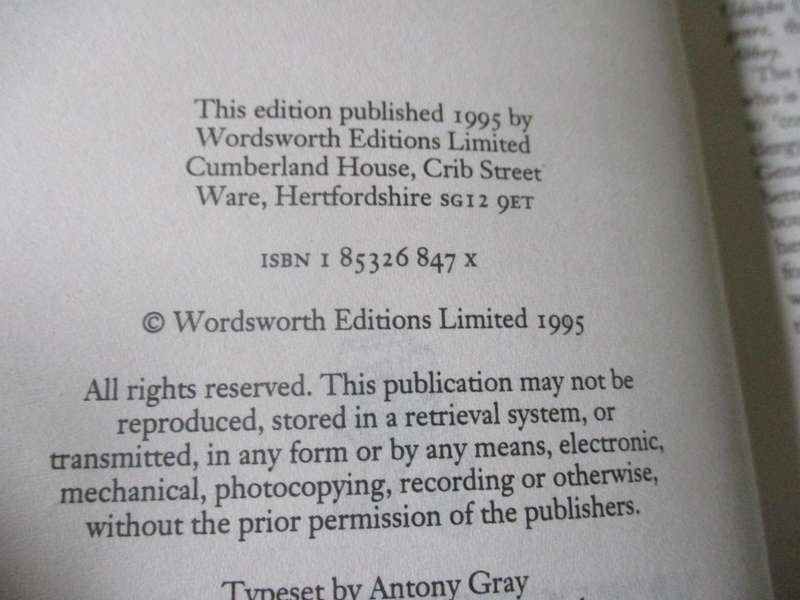 This edition published 1995 by
Wordsworth Editions Limited
Cumberland House, Crib Street
Ware, Hertfordshire SG12 9ET
ISBN 1 85326 847 X
© Wordsworth Editions Limited 1995
All rights reserved. This publication may not be
reproduced, stored in a retrieval system, or
transmitted, in any form or by any means, electronic,
mechanical, photocopying, recording or otherwise,
without the prior permission of the publishers.
Typeset by Antony Gray